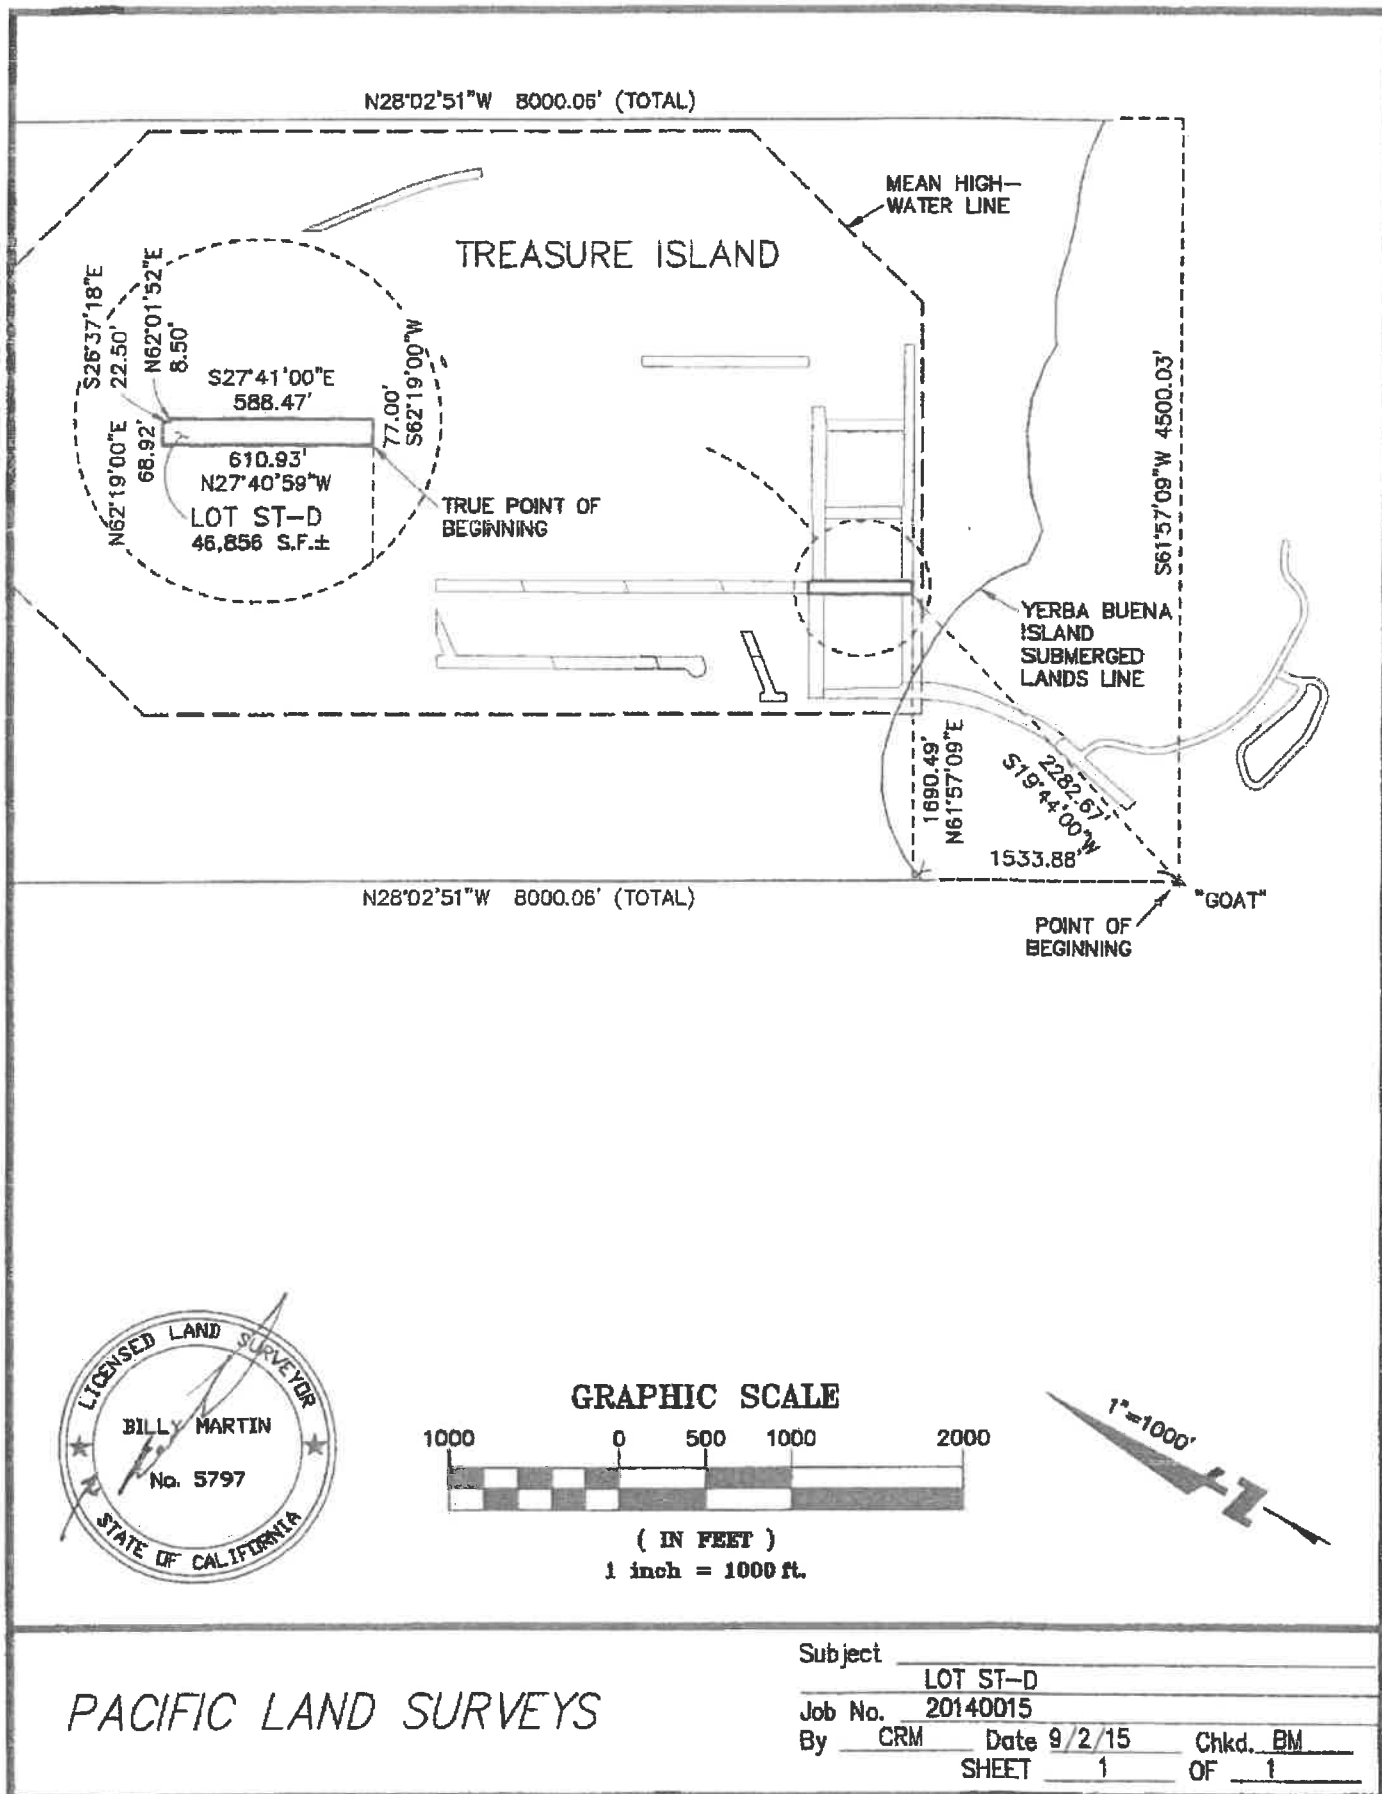 N28°02'51"W 8000.06' (TOTAL)
MEAN HIGH-
WATER LINE
TREASURE ISLAND
S26°37'18"E
22.50'
N62°01'52"E
8.50'
S27°41'00"E
588.47'
77.00'
S62°19'00"W
N62°19'00"E
68.92'
610.93'
N27°40'59"W
LOT ST-D
46,856 S.F.±
TRUE POINT OF
BEGINNING
S61°57'09"W 4500.03'
YERBA BUENA
ISLAND
SUBMERGED
LANDS LINE
1690.49'
N61°57'09"E
2282.67'
S19°44'00"W
1533.88'
N28°02'51"W 8000.06' (TOTAL)
"GOAT"
POINT OF
BEGINNING
LICENSED LAND SURVEYOR
BILLY MARTIN
No. 5797
STATE OF CALIFORNIA
GRAPHIC SCALE
1000 0 500 1000 2000
( IN FEET )
1 inch = 1000 ft.
1"=1000'
Z
PACIFIC LAND SURVEYS
Subject
LOT ST-D
Job No. 20140015
By CRM Date 9/2/15 Chkd. BM
SHEET 1 OF 1